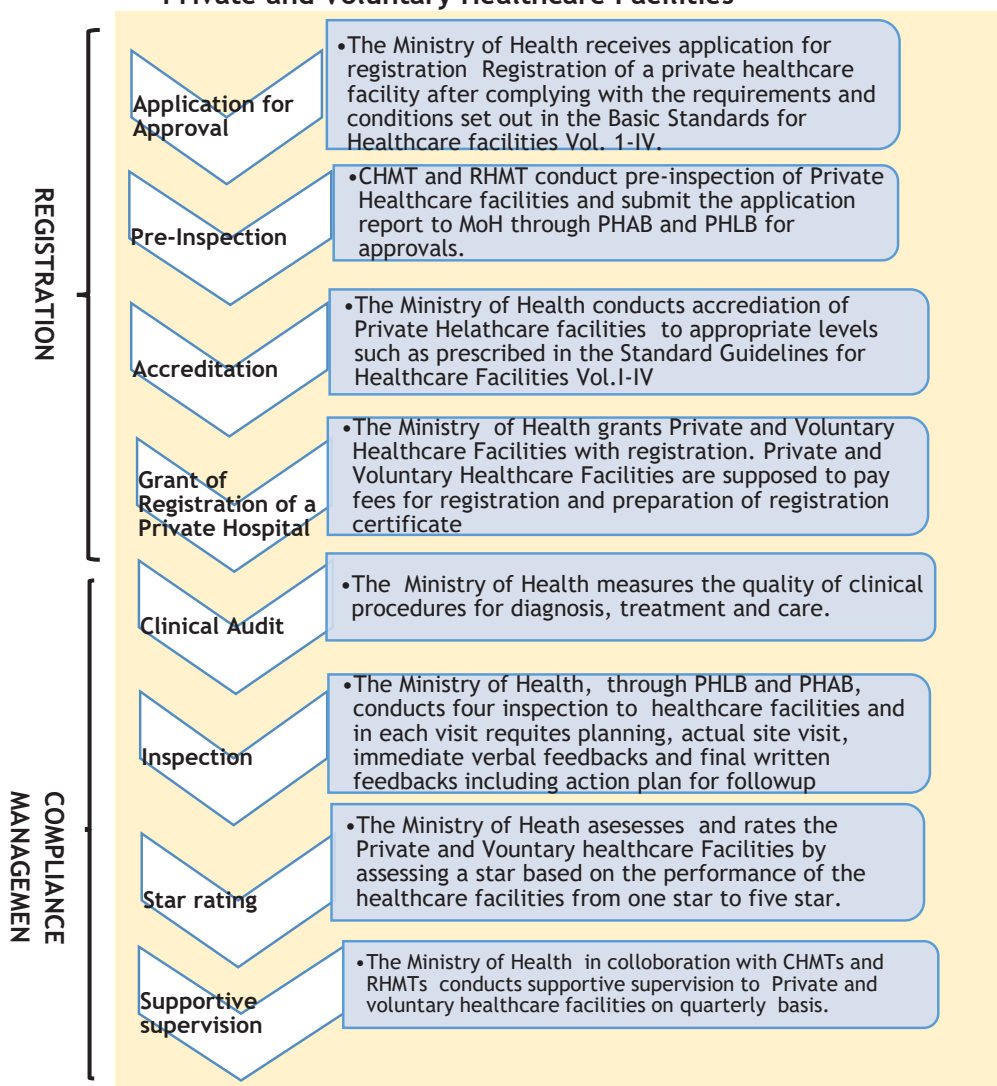 Private and Voluntary Healthcare Facilities
REGISTRATION
Application for
Approval
•The Ministry of Health receives application for
registration Registration of a private healthcare
facility after complying with the requirements and
conditions set out in the Basic Standards for
Healthcare facilities Vol. 1-IV.
Pre-Inspection
•CHMT and RHMT conduct pre-inspection of Private
Healthcare facilities and submit the application
report to MoH through PHAB and PHLB for
approvals.
Accreditation
•The Ministry of Health conducts accrediation of
Private Helathcare facilities to appropriate levels
such as prescribed in the Standard Guidelines for
Healthcare Facilities Vol.I-IV
Grant of
Registration of a
Private Hospital
•The Ministry of Health grants Private and Voluntary
Healthcare Facilities with registration. Private and
Voluntary Healthcare Facilities are supposed to pay
fees for registration and preparation of registration
certificate
COMPLIANCE
MANAGEMEN
Clinical Audit
•The Ministry of Health measures the quality of clinical
procedures for diagnosis, treatment and care.
Inspection
•The Ministry of Health, through PHLB and PHAB,
conducts four inspection to healthcare facilities and
in each visit requites planning, actual site visit,
immediate verbal feedbacks and final written
feedbacks including action plan for followup
Star rating
•The Ministry of Heath asesesses and rates the
Private and Vountary healthcare Facilities by
assessing a star based on the performance of the
healthcare facilities from one star to five star.
Supportive
supervision
•The Ministry of Health in colloboration with CHMTs and
RHMTs conducts supportive supervision to Private and
voluntary healthcare facilities on quarterly basis.